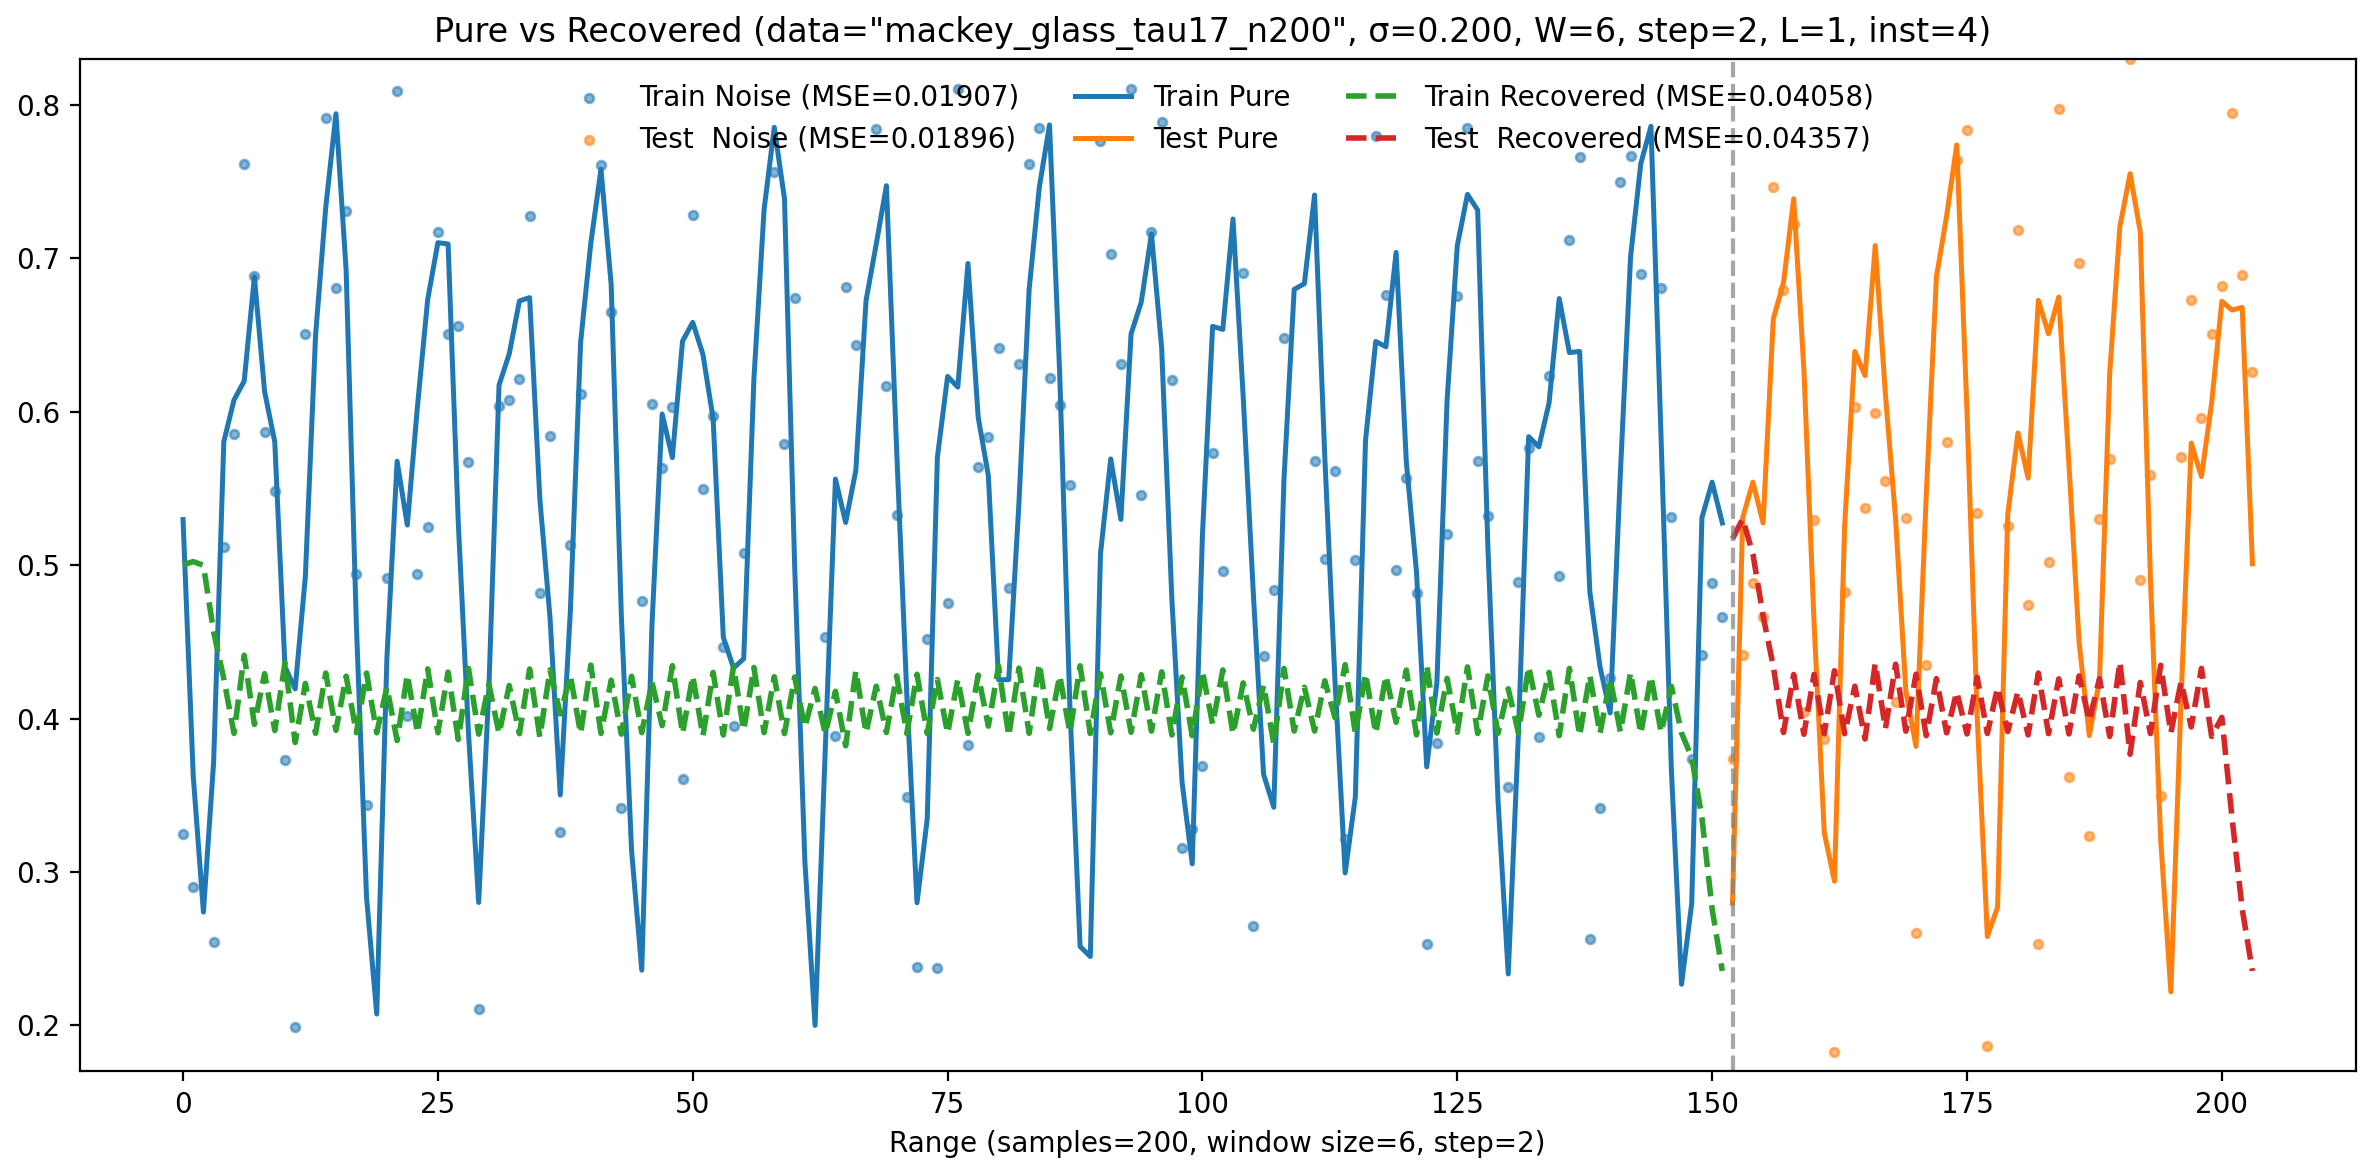 Pure vs Recovered (data="mackey_glass_tau17_n200", σ=0.200, W=6, step=2, L=1, inst=4)
Train Noise (MSE=0.01907)
Test  Noise (MSE=0.01896)
Train Pure
Test Pure
Train Recovered (MSE=0.04058)
Test  Recovered (MSE=0.04357)
0.8
0.7
0.6
0.5
0.4
0.3
0.2
0 25 50 75 100 125 150 175 200
Range (samples=200, window size=6, step=2)